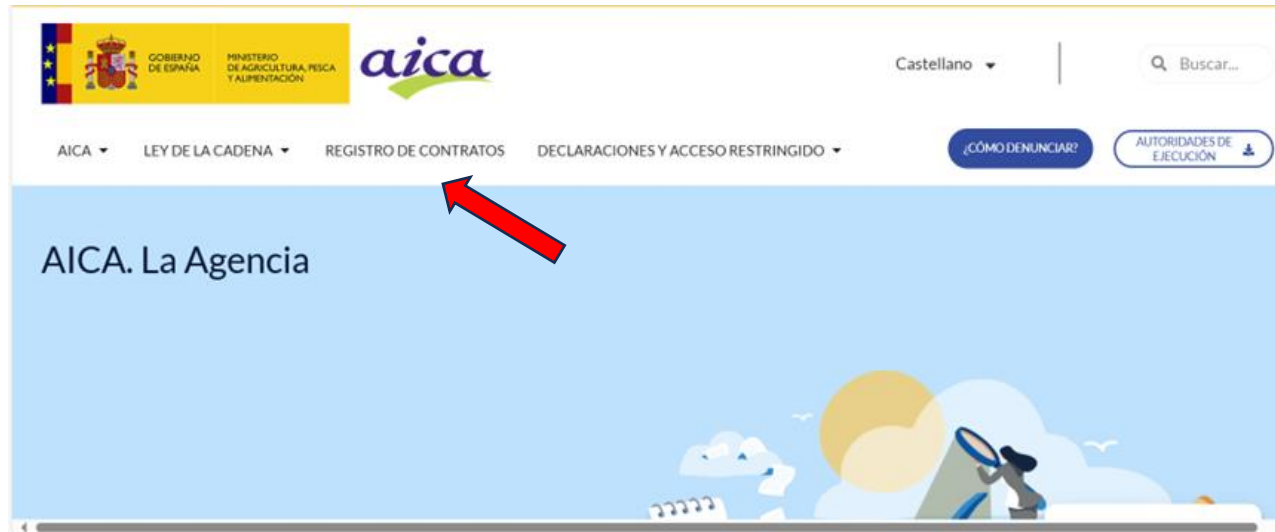 GOBIERNO
DE ESPAÑA
MINISTERIO
DE AGRICULTURA, PESCA
Y ALIMENTACIÓN
aica
Castellano
Buscar...
AICA
LEY DE LA CADENA
REGISTRO DE CONTRATOS
DECLARACIONES Y ACCESO RESTRINGIDO
¿CÓMO DENUNCIAR?
AUTORIDADES DE
EJECUCIÓN
AICA. La Agencia